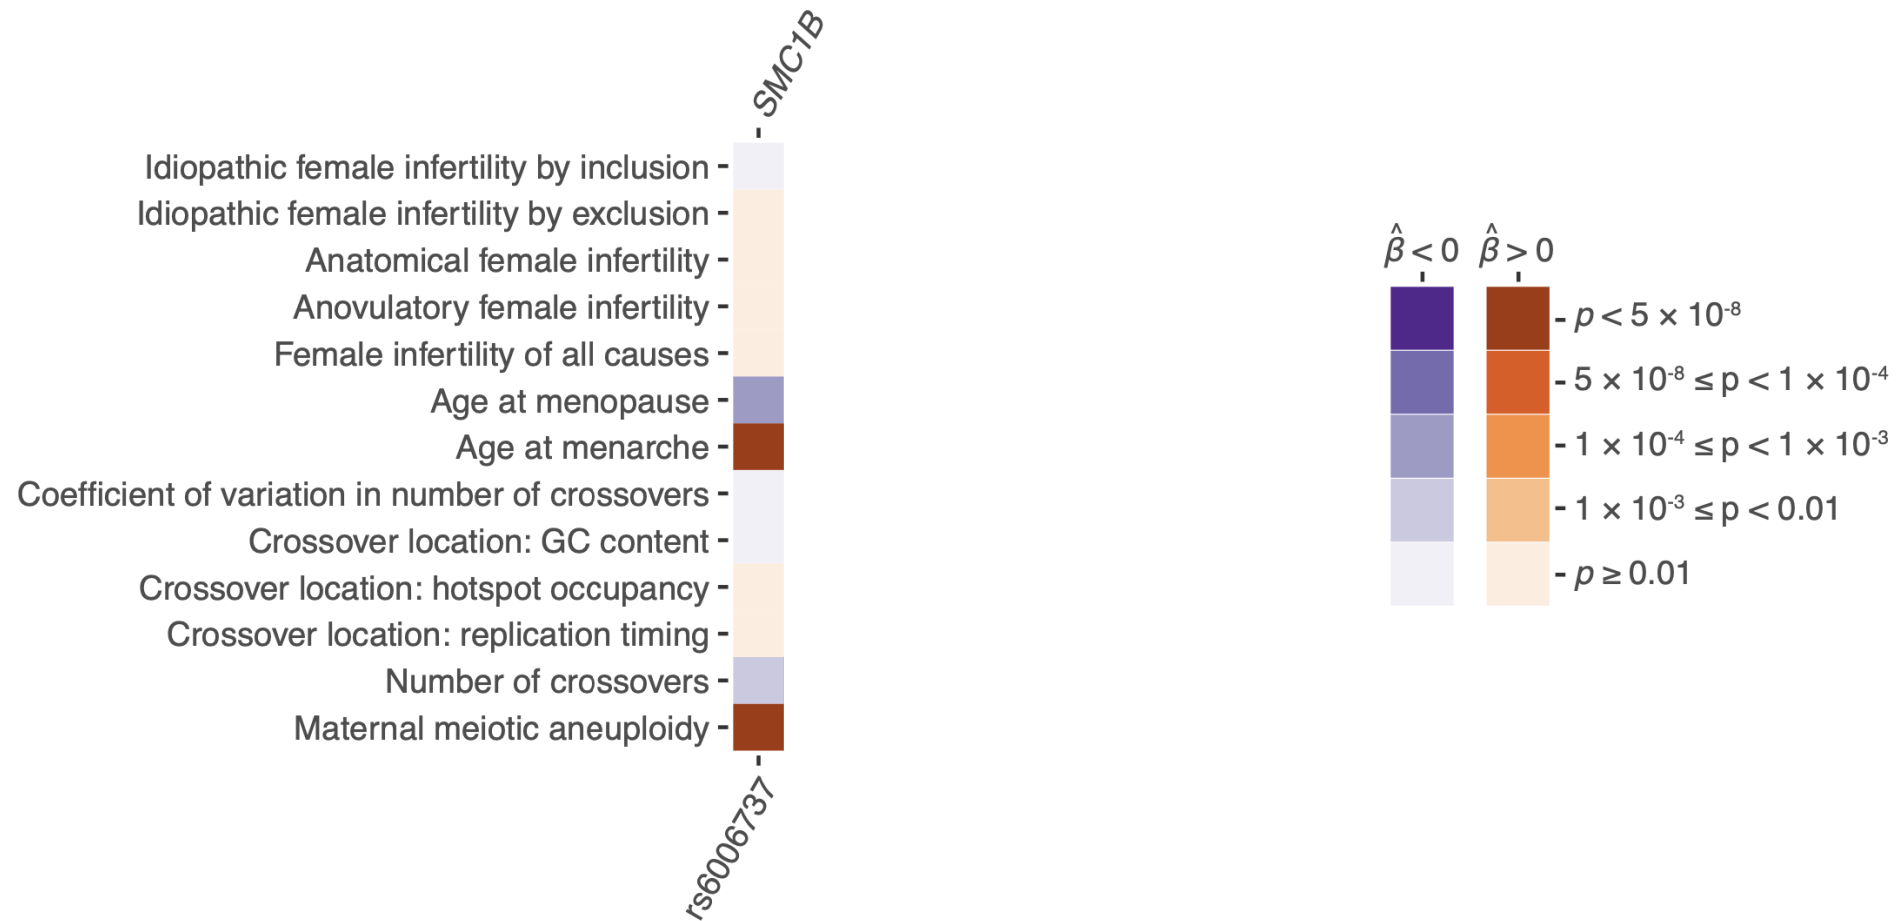 SMC1B
Idiopathic female infertility by inclusion
Idiopathic female infertility by exclusion
Anatomical female infertility
Anovulatory female infertility
Female infertility of all causes
Age at menopause
Age at menarche
Coefficient of variation in number of crossovers
Crossover location: GC content
Crossover location: hotspot occupancy
Crossover location: replication timing
Number of crossovers
Maternal meiotic aneuploidy
rs6006737
β̂ < 0 β̂ > 0
p < 5 × 10⁻⁸
5 × 10⁻⁸ ≤ p < 1 × 10⁻⁴
1 × 10⁻⁴ ≤ p < 1 × 10⁻³
1 × 10⁻³ ≤ p < 0.01
p ≥ 0.01